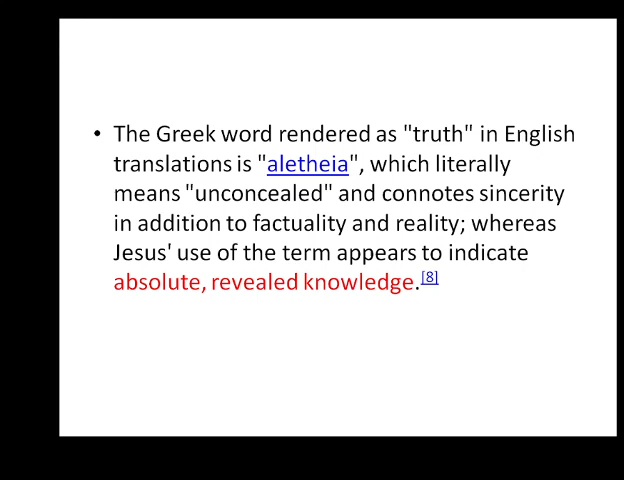 • The Greek word rendered as "truth" in English
translations is "aletheia", which literally
means "unconcealed" and connotes sincerity
in addition to factuality and reality; whereas
Jesus' use of the term appears to indicate
absolute, revealed knowledge.[8]